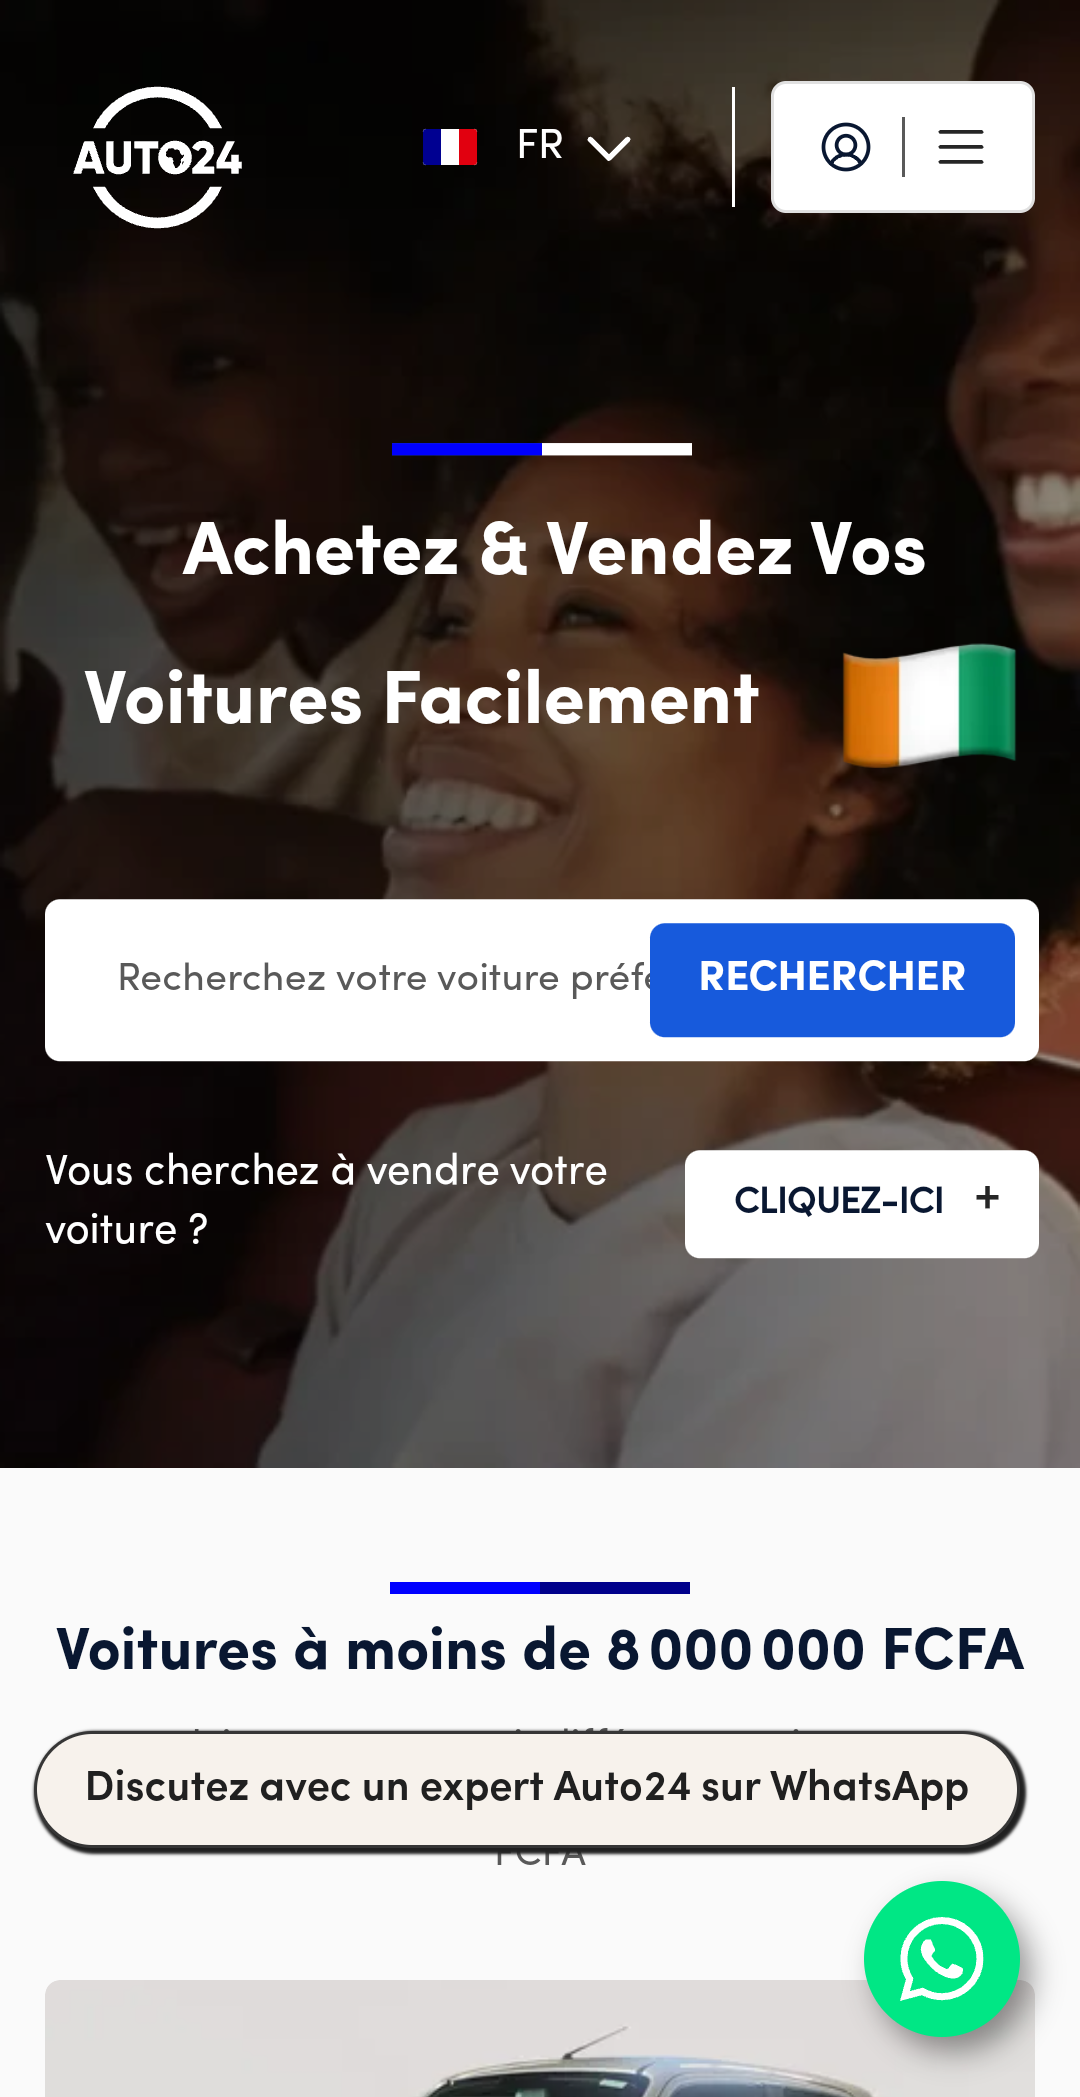 AUTO24
FR
Achetez & Vendez Vos
Voitures Facilement
Recherchez votre voiture
RECHERCHER
Vous cherchez à vendre votre
voiture ?
CLIQUEZ-ICI +
Voitures à moins de 8 000 000 FCFA
Discutez avec un expert Auto24 sur WhatsApp
FCFA